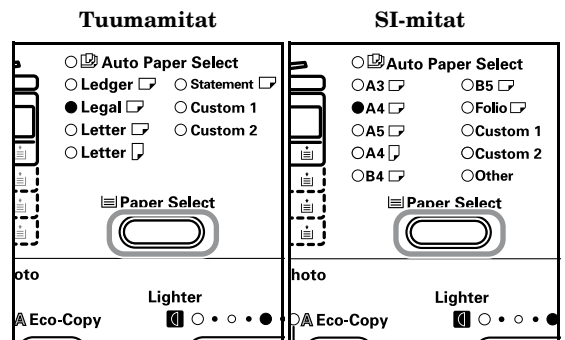 Tuumamitat
Auto Paper Select
Ledger
Statement
Legal
Custom 1
Letter
Custom 2
Letter
Paper Select
oto
Lighter
A Eco-Copy
SI-mitat
Auto Paper Select
A3
B5
A4
Folio
A5
Custom 1
A4
Custom 2
B4
Other
Paper Select
hoto
Lighter
A Eco-Copy